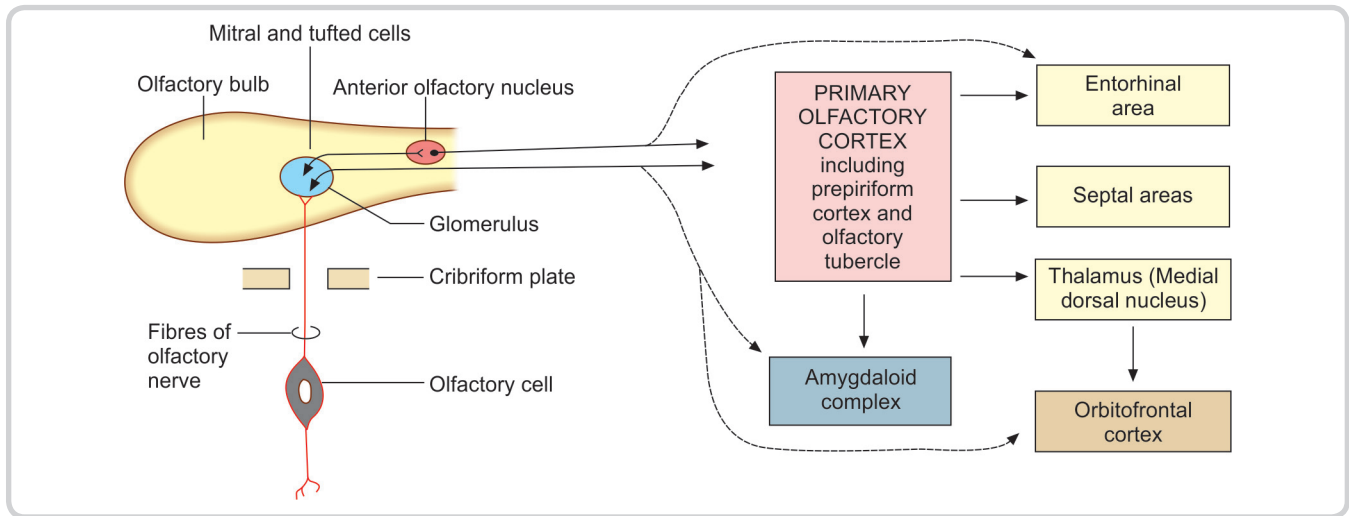 Mitral and tufted cells
Olfactory bulb
Anterior olfactory nucleus
Glomerulus
Cribriform plate
Fibres of
olfactory
nerve
Olfactory cell
PRIMARY
OLFACTORY
CORTEX
including
prepiriform
cortex and
olfactory
tubercle
Entorhinal
area
Septal areas
Thalamus (Medial
dorsal nucleus)
Amygdaloid
complex
Orbitofrontal
cortex